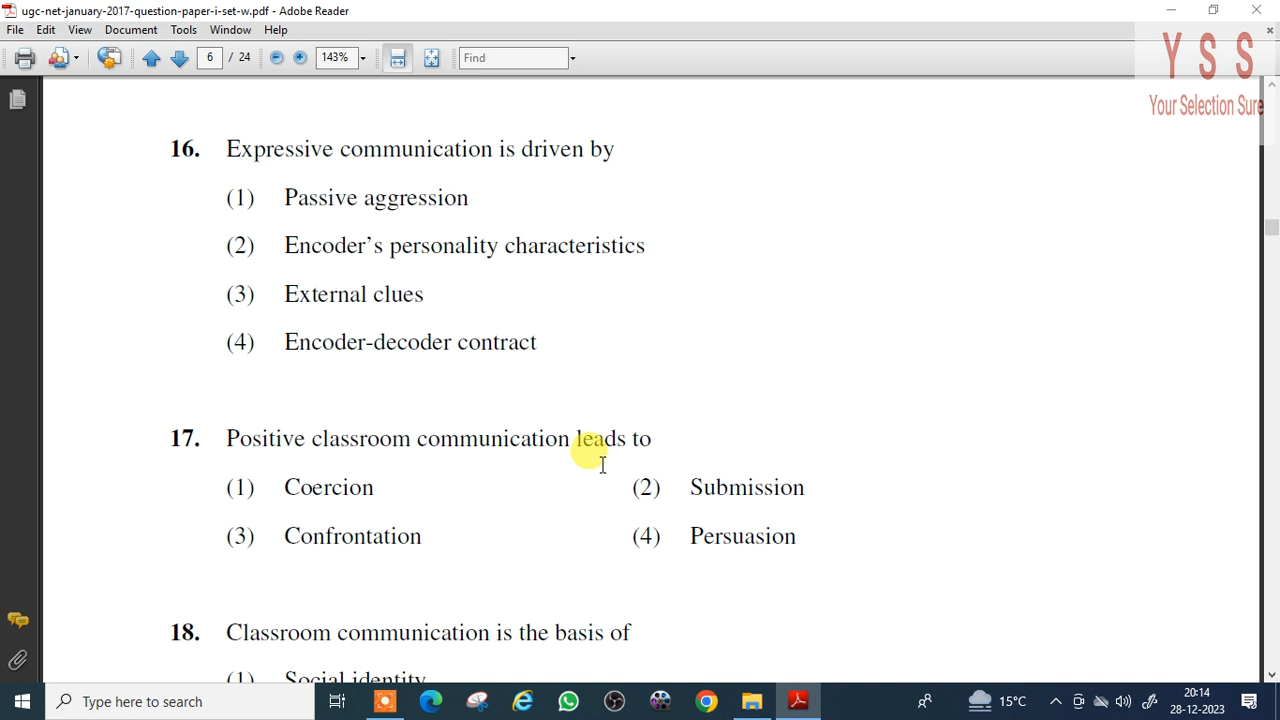 ugc-net-january-2017-question-paper-i-set-w.pdf - Adobe Reader
File Edit View Document Tools Window Help
6 / 24 143% Find
Y S S
Your Selection Sure
16. Expressive communication is driven by
(1) Passive aggression
(2) Encoder’s personality characteristics
(3) External clues
(4) Encoder-decoder contract
17. Positive classroom communication leads to
(1) Coercion (2) Submission
(3) Confrontation (4) Persuasion
18. Classroom communication is the basis of
(1) Social identity
Type here to search 15°C 20:14
28-12-2023